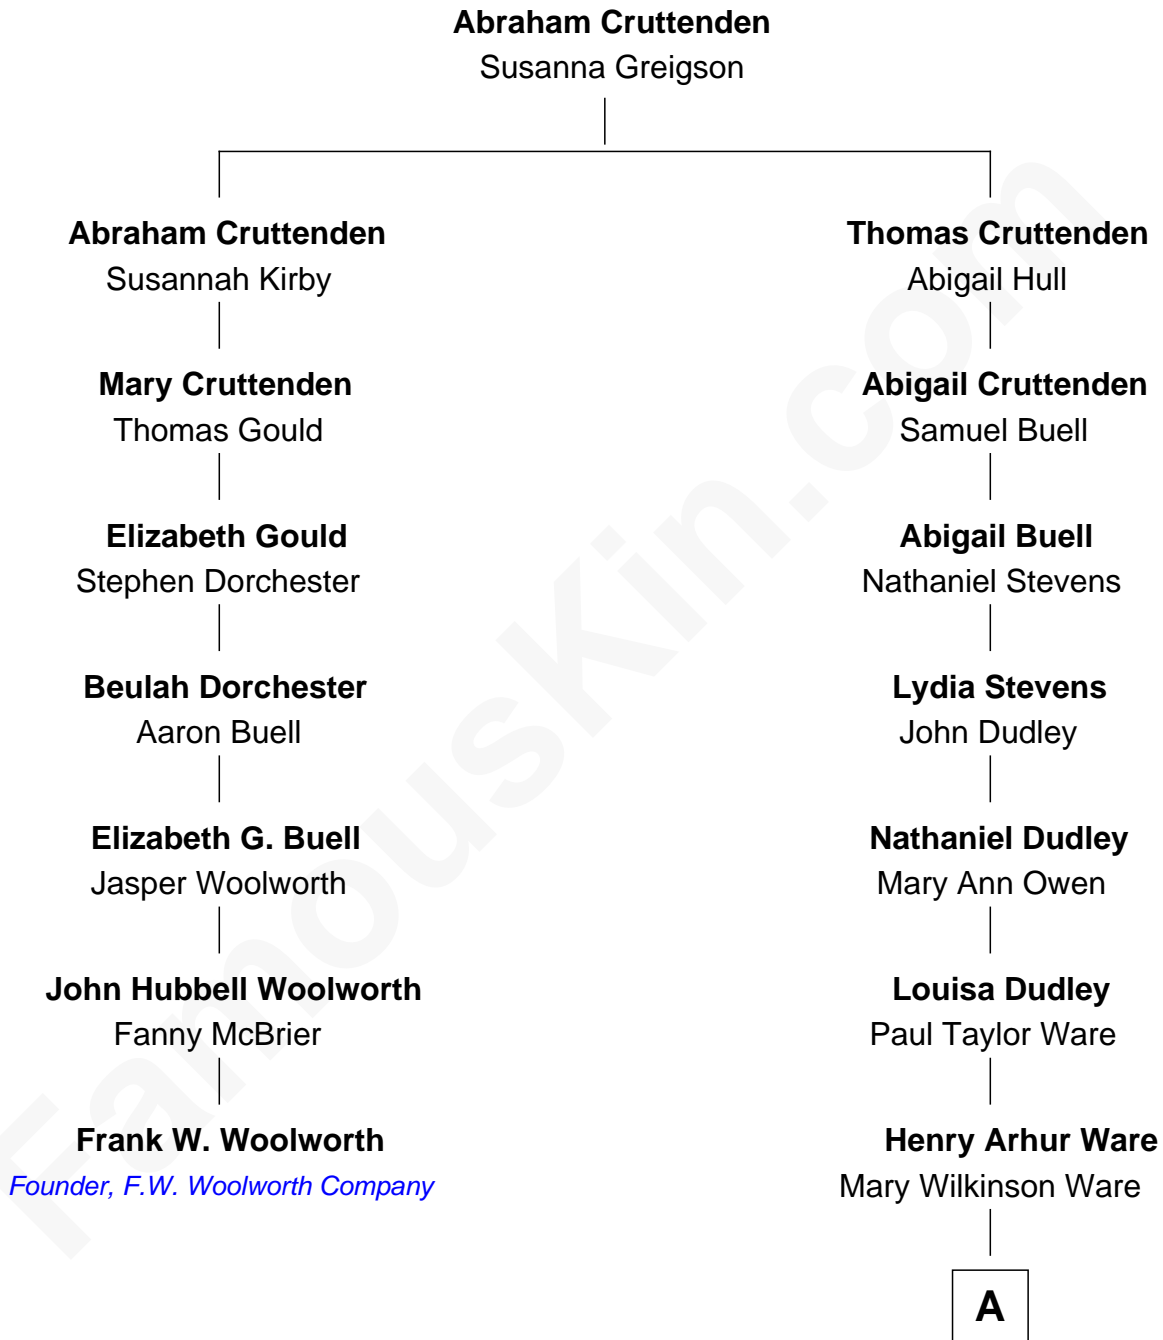 Abraham Cruttenden
Susanna Greigson
Abraham Cruttenden
Susannah Kirby
Thomas Cruttenden
Abigail Hull
Mary Cruttenden
Thomas Gould
Abigail Cruttenden
Samuel Buell
Elizabeth Gould
Stephen Dorchester
Abigail Buell
Nathaniel Stevens
Beulah Dorchester
Aaron Buell
Lydia Stevens
John Dudley
Elizabeth G. Buell
Jasper Woolworth
Nathaniel Dudley
Mary Ann Owen
John Hubbell Woolworth
Fanny McBrier
Louisa Dudley
Paul Taylor Ware
Frank W. Woolworth
Founder, F.W. Woolworth Company
Henry Arhur Ware
Mary Wilkinson Ware
A
FamousKin.com